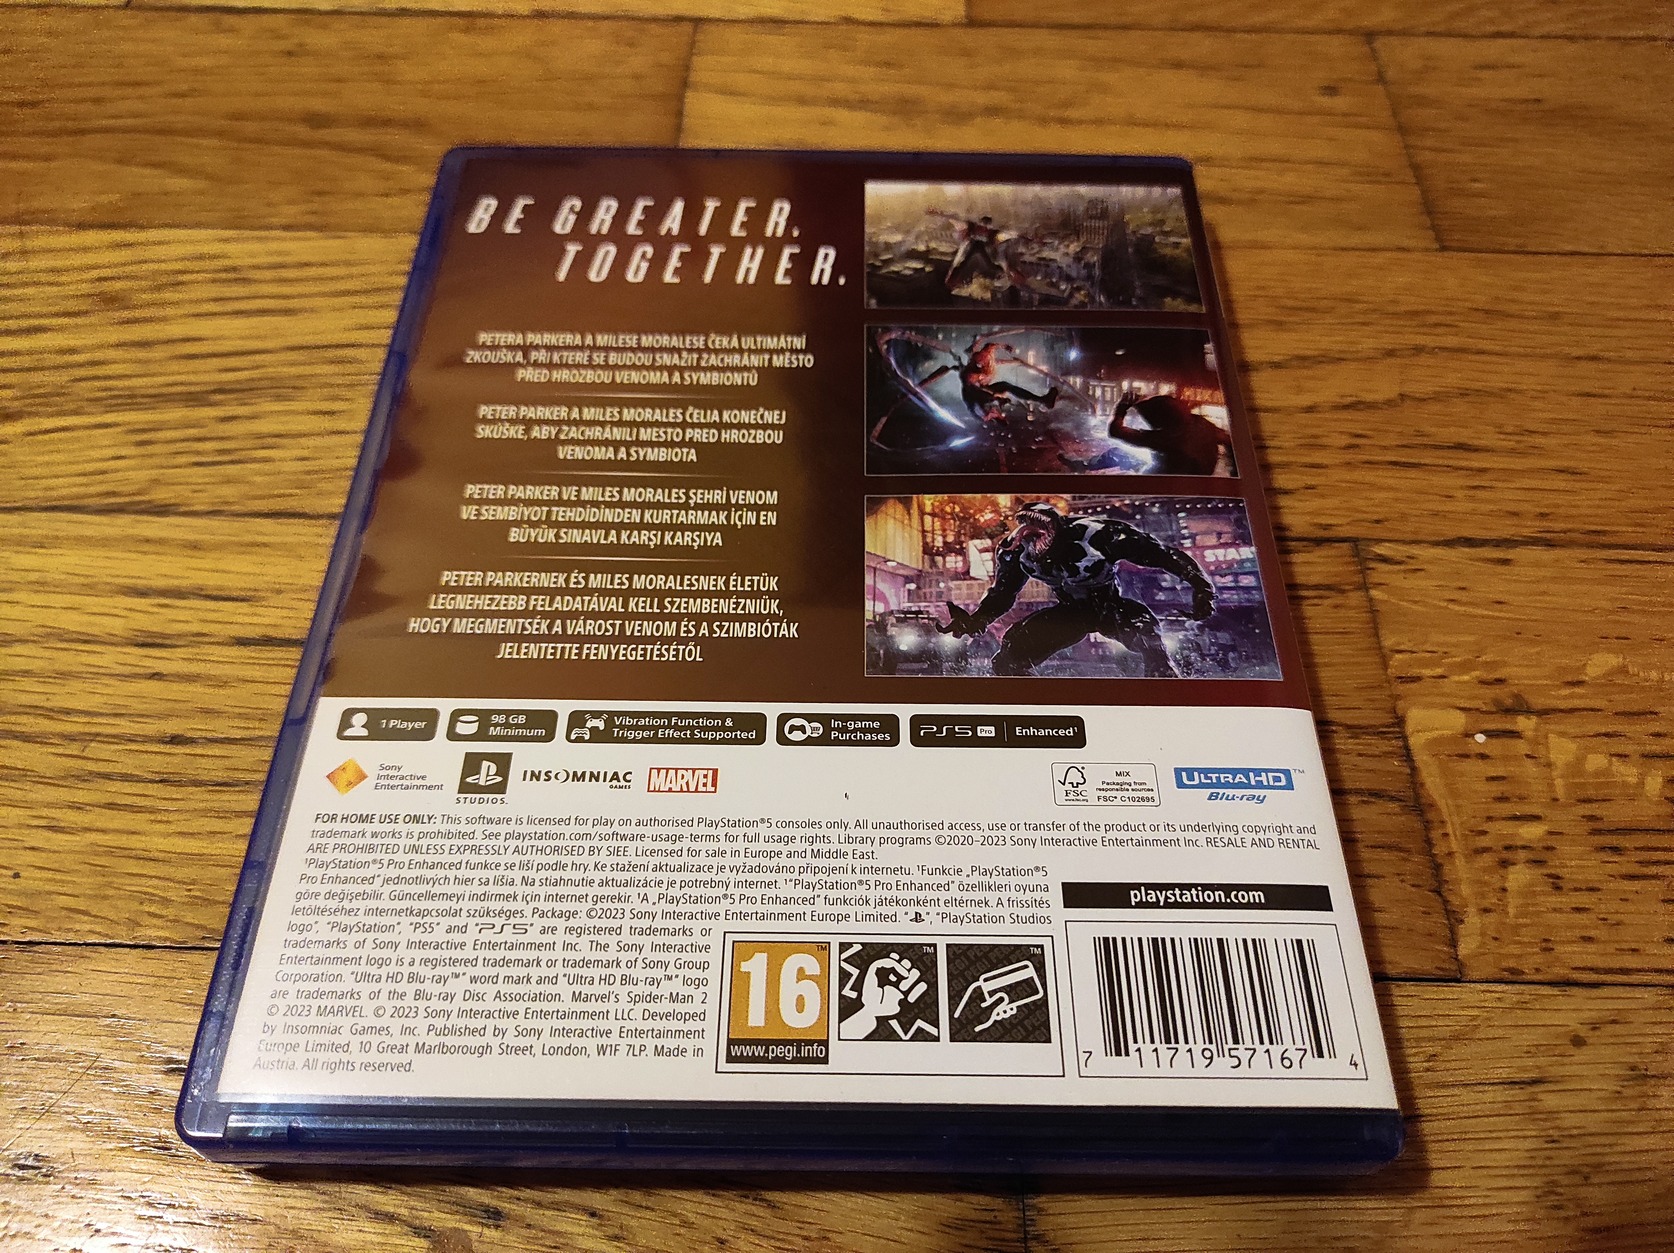 BE GREATER.
TOGETHER.
PETERA PARKERA A MILESE MORALESE ČEKÁ ULTIMÁTNÍ
ZKOUŠKA, PŘI KTERÉ SE BUDOU SNAŽIT ZACHRÁNIT MĚSTO
PŘED HROZBOU VENOMA A SYMBIONTŮ
PETER PARKER A MILES MORALES ČELIA KONEČNEJ
SKÚŠKE, ABY ZACHRÁNILI MESTO PRED HROZBOU
VENOMA A SYMBIOTA
PETER PARKER VE MILES MORALES ŞEHRİ VENOM
VE SEMBİYOT TEHDİDİNDEN KURTARMAK İÇİN EN
BÜYÜK SINAVLA KARŞI KARŞIYA
PETER PARKERNEK ÉS MILES MORALESNEK ÉLETÜK
LEGNEHEZEBB FELADATÁVAL KELL SZEMBENÉZNIÜK,
HOGY MEGMENTSÉK A VÁROST VENOM ÉS A SZIMBIÓTÁK
JELENTETTE FENYEGETÉSÉTŐL
STAR
1 Player
98 GB
Minimum
Vibration Function &
Trigger Effect Supported
In-game
Purchases
PS5 Pro Enhanced¹
Sony
Interactive
Entertainment
STUDIOS.
INSOMNIAC
GAMES
MARVEL
FSC
www.fsc.org
MIX
Packaging from
responsible sources
FSC® C102695
ULTRA HD™
Blu-ray
FOR HOME USE ONLY: This software is licensed for play on authorised PlayStation®5 consoles only. All unauthorised access, use or transfer of the product or its underlying copyright and
trademark works is prohibited. See playstation.com/software-usage-terms for full usage rights. Library programs ©2020-2023 Sony Interactive Entertainment Inc. RESALE AND RENTAL
ARE PROHIBITED UNLESS EXPRESSLY AUTHORISED BY SIEE. Licensed for sale in Europe and Middle East.
¹PlayStation®5 Pro Enhanced funkce se liší podle hry. Ke stažení aktualizace je vyžadováno připojení k internetu. ¹Funkcie „PlayStation®5
Pro Enhanced" jednotlivých hier sa líšia. Na stiahnutie aktualizácie je potrebný internet. ¹"PlayStation®5 Pro Enhanced" özellikleri oyuna
göre değişebilir. Güncellemeyi indirmek için internet gerekir. ¹A „PlayStation®5 Pro Enhanced" funkciók játékonként eltérnek. A frissítés
letöltéséhez internetkapcsolat szükséges. Package: ©2023 Sony Interactive Entertainment Europe Limited. "PS", "PlayStation Studios
logo", "PlayStation", "PS5" and "PS5" are registered trademarks or
trademarks of Sony Interactive Entertainment Inc. The Sony Interactive
Entertainment logo is a registered trademark or trademark of Sony Group
Corporation. "Ultra HD Blu-ray™" word mark and "Ultra HD Blu-ray™" logo
are trademarks of the Blu-ray Disc Association. Marvel's Spider-Man 2
© 2023 MARVEL. © 2023 Sony Interactive Entertainment LLC. Developed
by Insomniac Games, Inc. Published by Sony Interactive Entertainment
Europe Limited, 10 Great Marlborough Street, London, W1F 7LP. Made in
Austria. All rights reserved.
16™
www.pegi.info
playstation.com
7 11719 57167 4